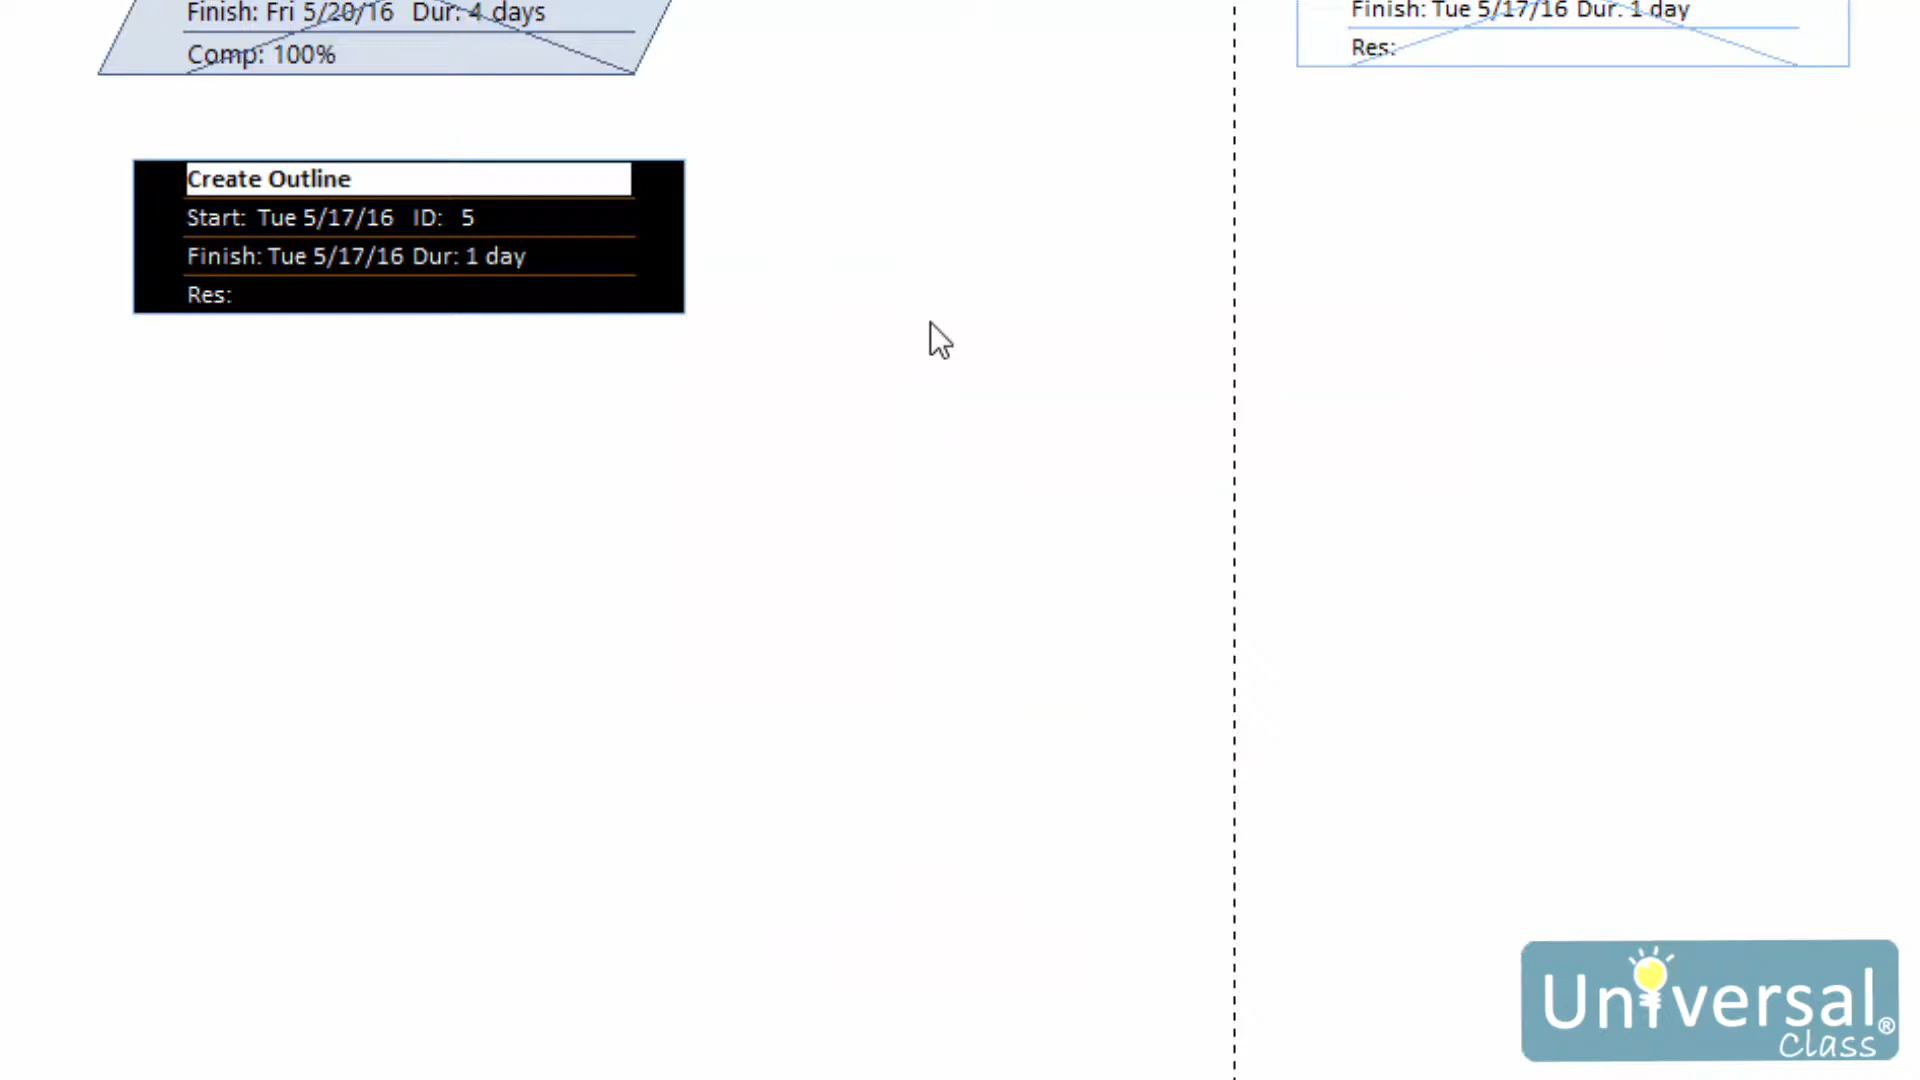 Finish: Fri 5/20/16 Dur: 4 days
Comp: 100%
Finish: Tue 5/17/16 Dur: 1 day
Res:
Create Outline
Start: Tue 5/17/16 ID: 5
Finish: Tue 5/17/16 Dur: 1 day
Res:
Universal®
Class